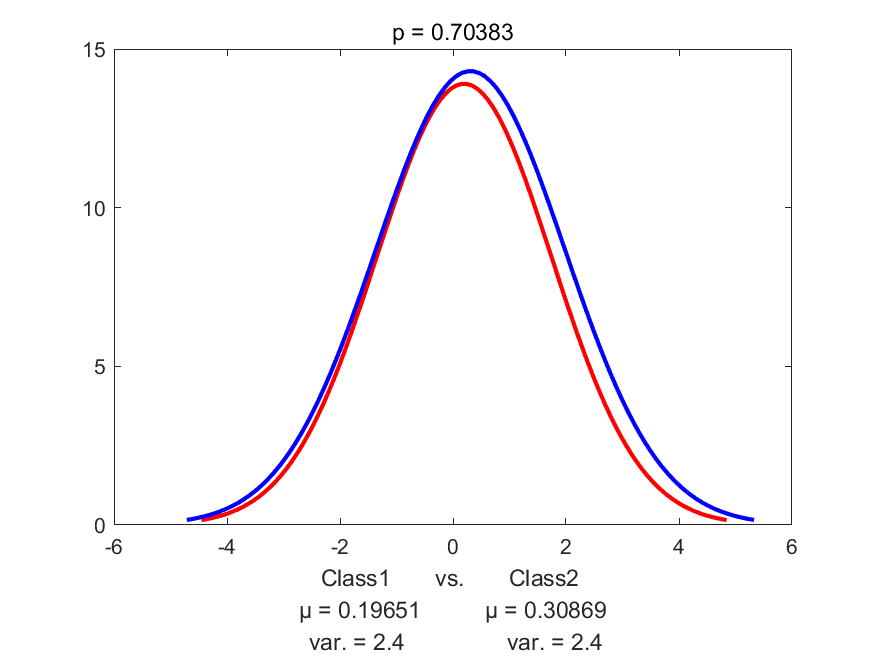 p = 0.70383
15
10
5
0
-6 -4 -2 0 2 4 6
Class1 vs. Class2
μ = 0.19651 μ = 0.30869
var. = 2.4 var. = 2.4